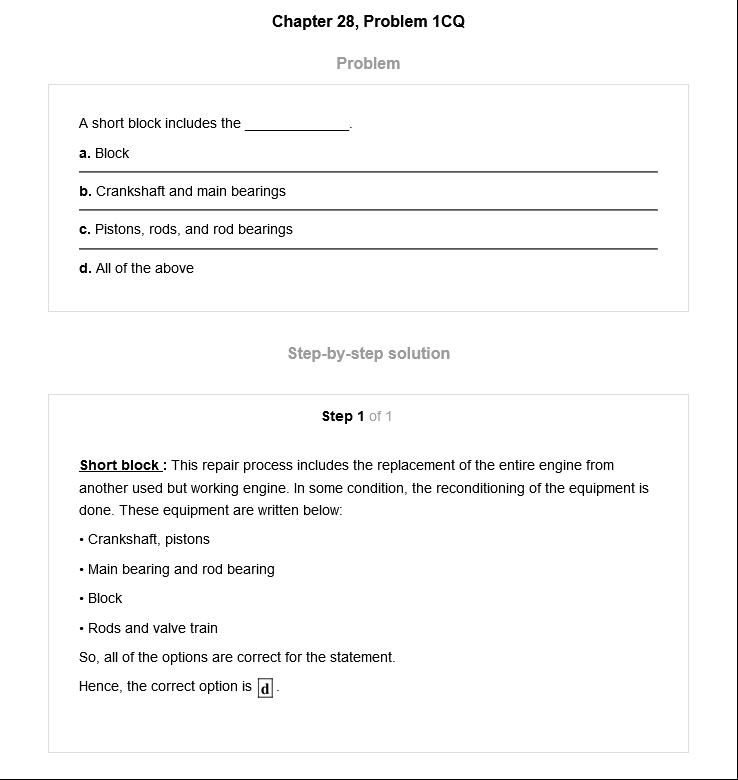 Chapter 28, Problem 1CQ
Problem
A short block includes the ______________.
a. Block
b. Crankshaft and main bearings
c. Pistons, rods, and rod bearings
d. All of the above
Step-by-step solution
Step 1 of 1
Short block : This repair process includes the replacement of the entire engine from
another used but working engine. In some condition, the reconditioning of the equipment is
done. These equipment are written below:
• Crankshaft, pistons
• Main bearing and rod bearing
• Block
• Rods and valve train
So, all of the options are correct for the statement.
Hence, the correct option is d .